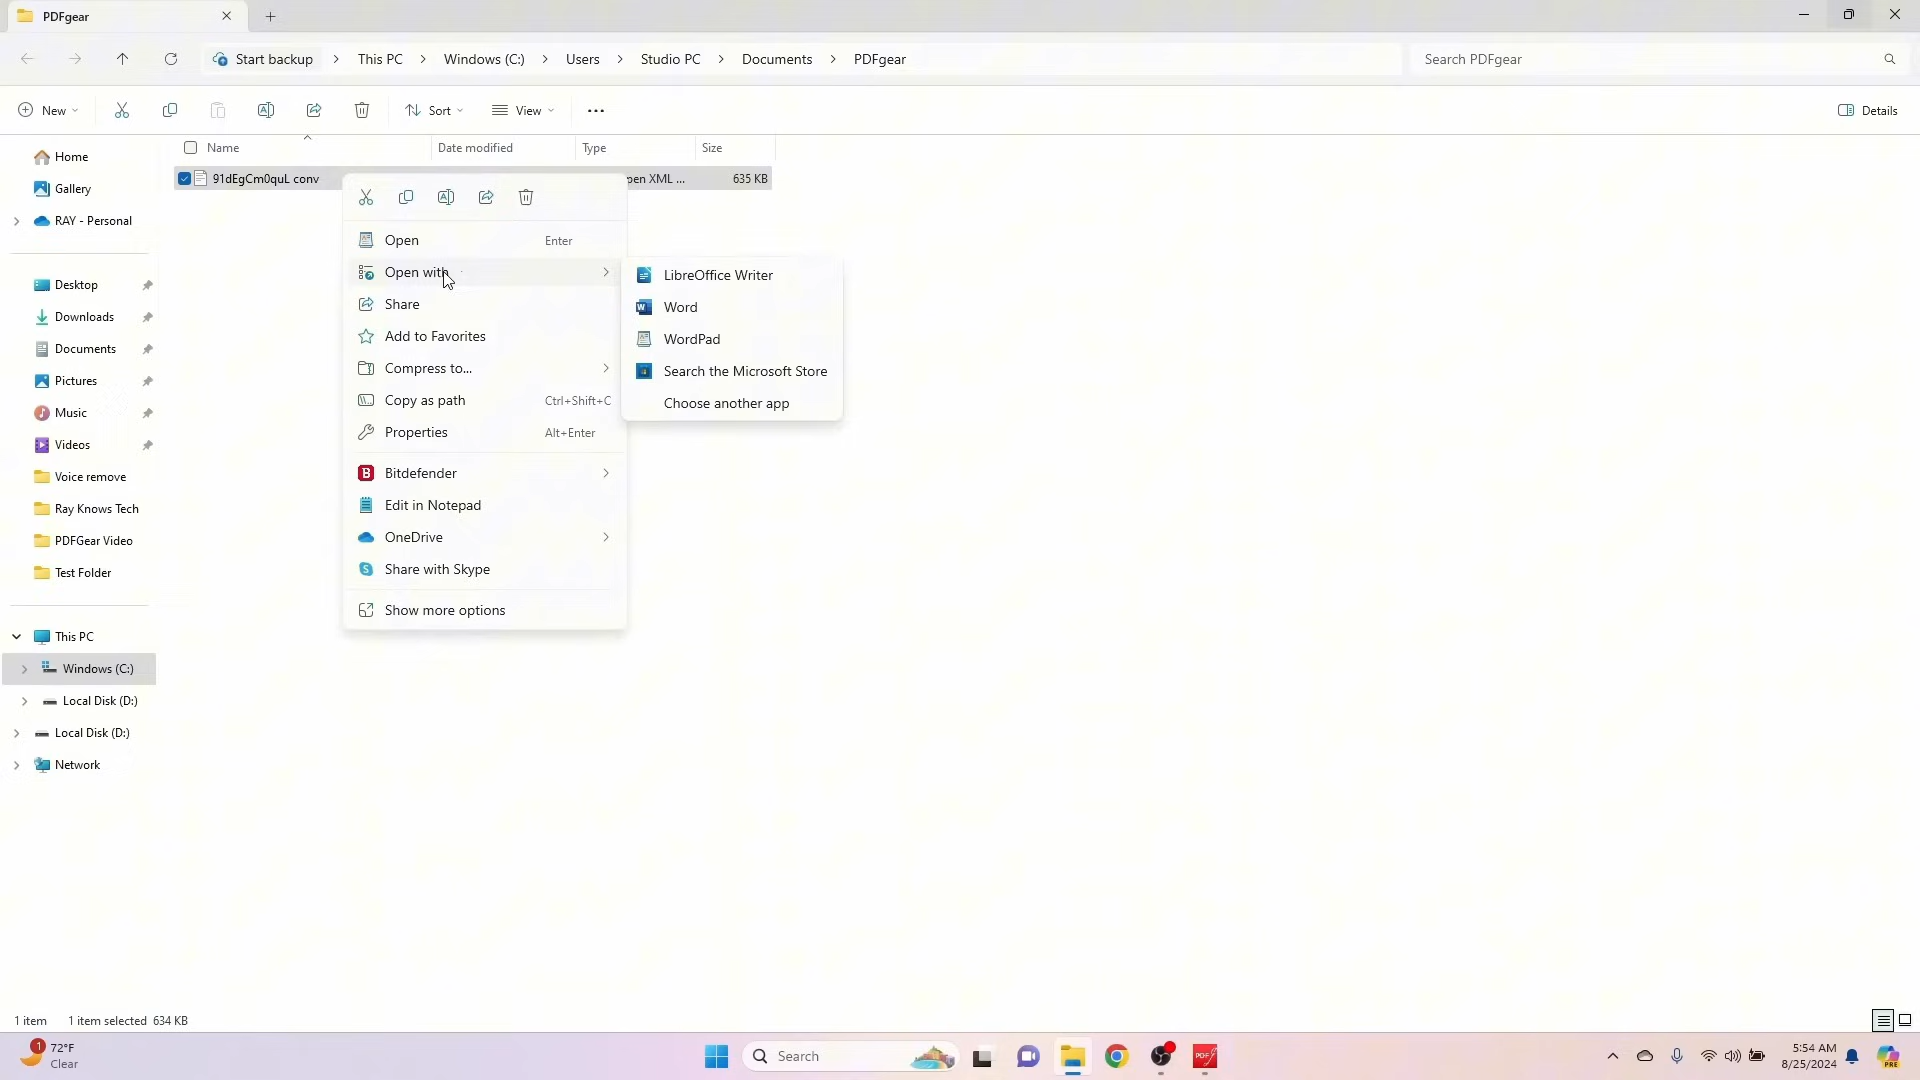 PDFgear
Start backup
This PC
Windows (C:)
Users
Studio PC
Documents
PDFgear
Search PDFgear
New
Sort
View
Details
Name
Date modified
Type
Size
91dEgCm0quL conv
pen XML ...
635 KB
Home
Gallery
RAY - Personal
Desktop
Downloads
Documents
Pictures
Music
Videos
Voice remove
Ray Knows Tech
PDFGear Video
Test Folder
This PC
Windows (C:)
Local Disk (D:)
Local Disk (D:)
Network
Open Enter
Open with
Share
Add to Favorites
Compress to...
Copy as path Ctrl+Shift+C
Properties Alt+Enter
Bitdefender
Edit in Notepad
OneDrive
Share with Skype
Show more options
LibreOffice Writer
Word
WordPad
Search the Microsoft Store
Choose another app
1 item 1 item selected 634 KB
1
72°F
Clear
Search
PDF
5:54 AM
8/25/2024
PRE